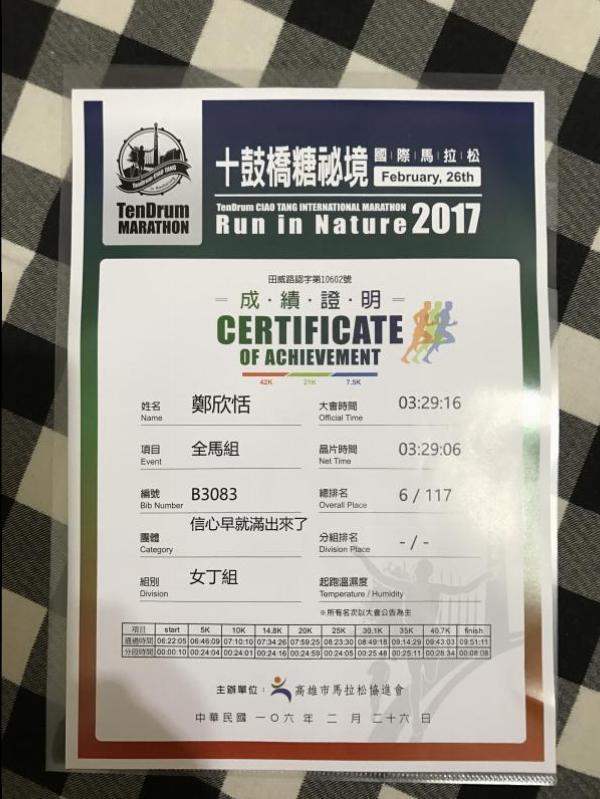 十鼓橋糖祕境 國際馬拉松
February, 26th
TenDrum CIAO TANG
TenDrum CIAO TANG INTERNATIONAL MARATHON
TenDrum
MARATHON
Run in Nature 2017
田威路認字第10602號
成・績・證・明
CERTIFICATE
OF ACHIEVEMENT
42K 21K 7.5K
姓名 鄭欣恬 大會時間 03:29:16
Name Official Time
項目 全馬組 晶片時間 03:29:06
Event Net Time
編號 B3083 總排名 6 / 117
Bib Number Overall Place
團體 信心早就滿出來了 分組排名 - / -
Category Division Place
組別 女丁組 起跑溫濕度
Division Temperature / Humidity
※所有名次以大會公告為主
項目 start 5K 10K 14.8K 20K 25K 30.1K 35K 40.7K finish
通過時間 06:22:05 06:46:09 07:10:10 07:34:26 07:59:25 08:23:30 08:49:18 09:14:29 09:43:03 09:51:11
分段時間 00:00:10 00:24:04 00:24:01 00:24:16 00:24:59 00:24:05 00:25:48 00:25:11 00:28:34 00:08:08
主辦單位： 高雄市馬拉松協進會
中華民國一〇六年二月二十六日